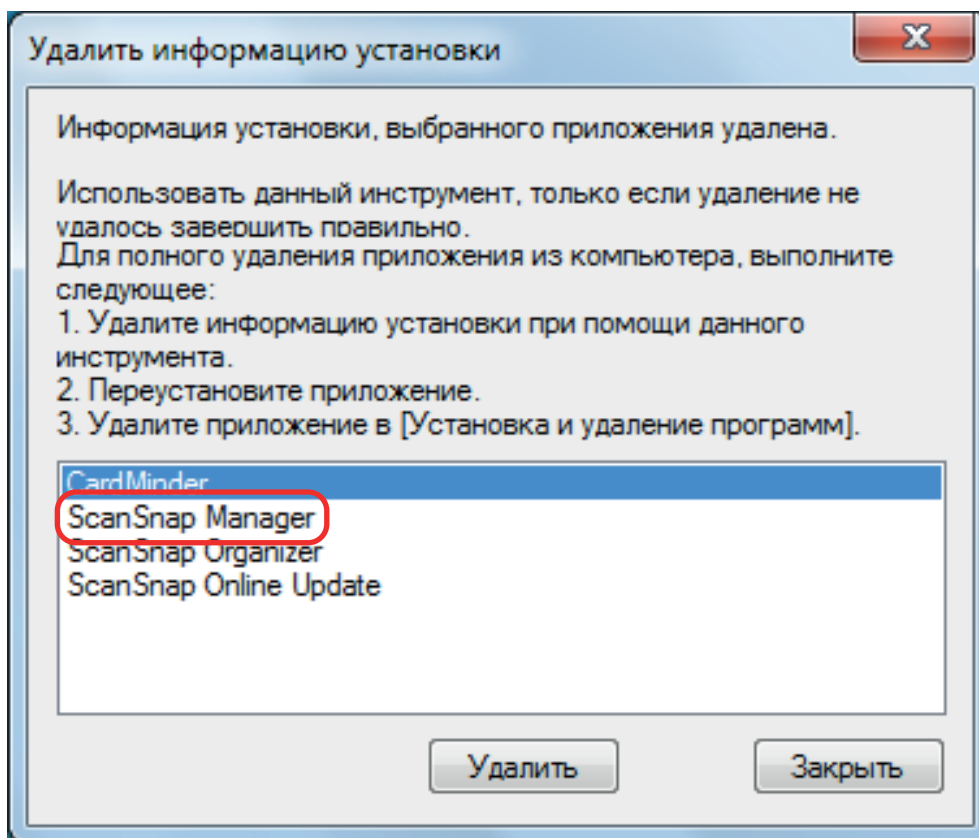 Удалить информацию установки
Информация установки, выбранного приложения удалена.
Использовать данный инструмент, только если удаление не
удалось завершить правильно.
Для полного удаления приложения из компьютера, выполните
следующее:
1. Удалите информацию установки при помощи данного
инструмента.
2. Переустановите приложение.
3. Удалите приложение в [Установка и удаление программ].
CardMinder
ScanSnap Manager
ScanSnap Organizer
ScanSnap Online Update
Удалить
Закрыть